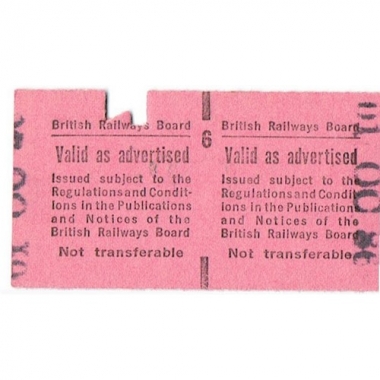 British Railways Board
Valid as advertised
Issued subject to the
Regulations and Condit-
ions in the Publications
and Notices of the
British Railways Board
Not transferable
6
British Railways Board
Valid as advertised
Issued subject to the
Regulations and Condit-
ions in the Publications
and Notices of the
British Railways Board
Not transferable